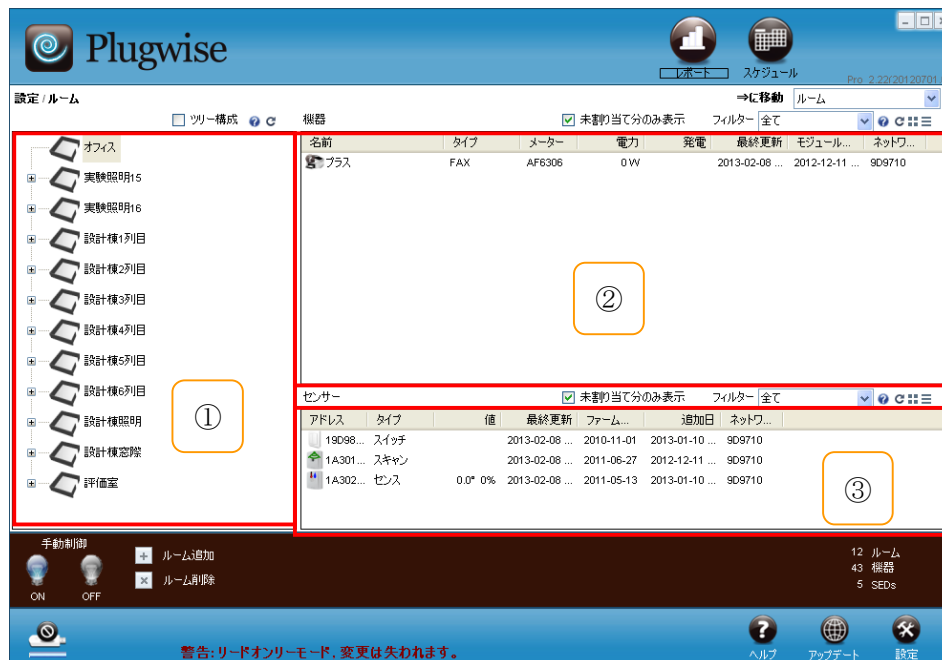 Plugwise
レポート スケジュール
Pro 2.22(20120701
設定 / ルーム ⇒に移動 ルーム
ツリー構成 機器 未割り当て分のみ表示 フィルター 全て
オフィス
実験照明15
実験照明16
設計棟1列目
設計棟2列目
設計棟3列目
設計棟4列目
設計棟5列目
設計棟6列目
設計棟照明
設計棟窓際
評価室
①
名前 タイプ メーター 電力 発電 最終更新 モジュール... ネットワ...
プラス FAX AF6306 0 W 2013-02-08 ... 2012-12-11 ... 9D9710
②
センサー 未割り当て分のみ表示 フィルター 全て
アドレス タイプ 値 最終更新 ファーム... 追加日 ネットワ...
19D98... スイッチ 2013-02-08 ... 2010-11-01 2013-01-10 ... 9D9710
1A301... スキャン 2013-02-08 ... 2011-06-27 2012-12-11 ... 9D9710
1A302... センス 0.0° 0% 2013-02-08 ... 2011-05-13 2013-01-10 ... 9D9710
③
手動制御
ON OFF
ルーム追加
ルーム削除
12 ルーム
43 機器
5 SEDs
警告:リードオンリーモード、変更は失われます。
ヘルプ アップデート 設定